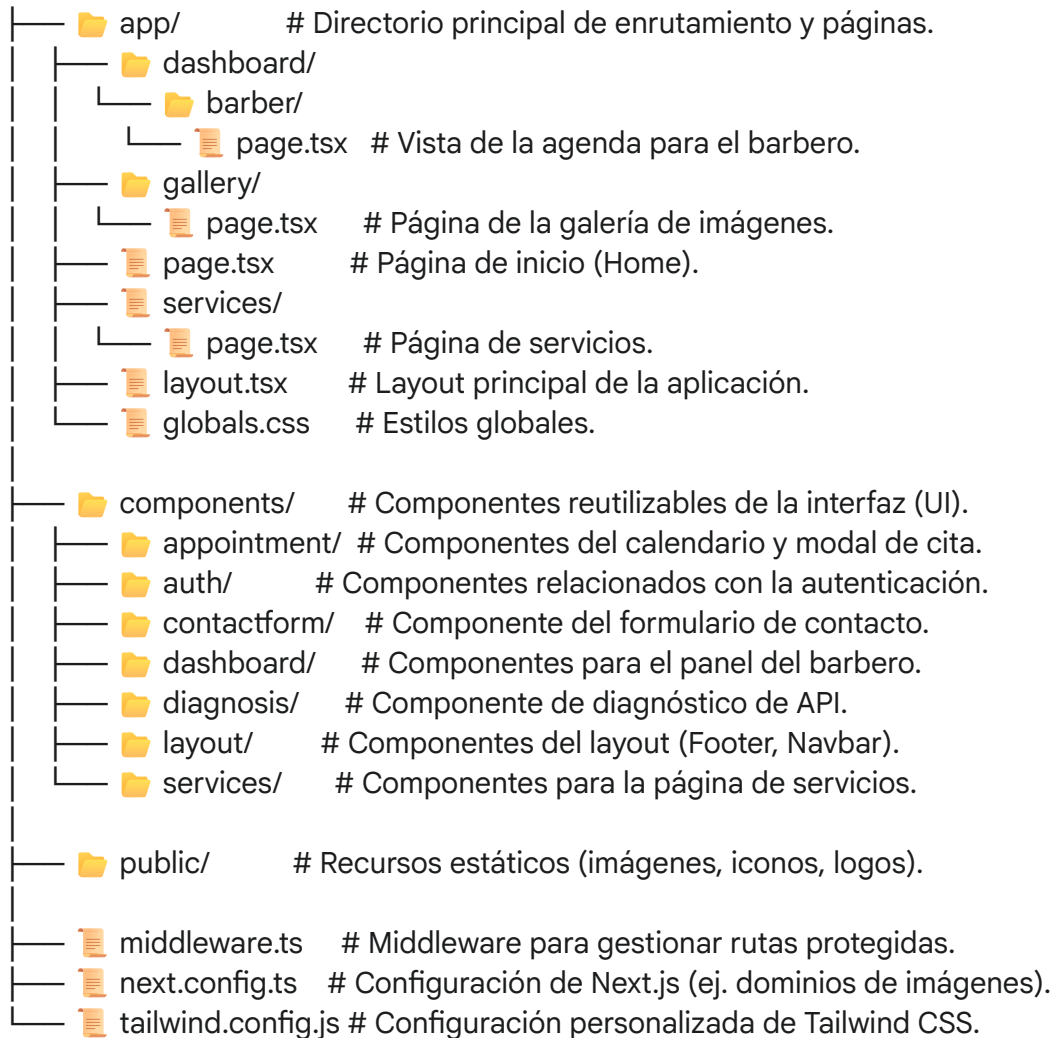 ├── 📁 app/ # Directorio principal de enrutamiento y páginas.
│ ├── 📁 dashboard/
│ │ └── 📁 barber/
│ │ └── 📜 page.tsx # Vista de la agenda para el barbero.
│ ├── 📁 gallery/
│ │ └── 📜 page.tsx # Página de la galería de imágenes.
│ ├── 📜 page.tsx # Página de inicio (Home).
│ ├── 📜 services/
│ │ └── 📜 page.tsx # Página de servicios.
│ ├── 📜 layout.tsx # Layout principal de la aplicación.
│ └── 📜 globals.css # Estilos globales.
│
├── 📁 components/ # Componentes reutilizables de la interfaz (UI).
│ ├── 📁 appointment/ # Componentes del calendario y modal de cita.
│ ├── 📁 auth/ # Componentes relacionados con la autenticación.
│ ├── 📁 contactform/ # Componente del formulario de contacto.
│ ├── 📁 dashboard/ # Componentes para el panel del barbero.
│ ├── 📁 diagnosis/ # Componente de diagnóstico de API.
│ ├── 📁 layout/ # Componentes del layout (Footer, Navbar).
│ └── 📁 services/ # Componentes para la página de servicios.
│
├── 📁 public/ # Recursos estáticos (imágenes, iconos, logos).
│
├── 📜 middleware.ts # Middleware para gestionar rutas protegidas.
├── 📜 next.config.ts # Configuración de Next.js (ej. dominios de imágenes).
└── 📜 tailwind.config.js # Configuración personalizada de Tailwind CSS.